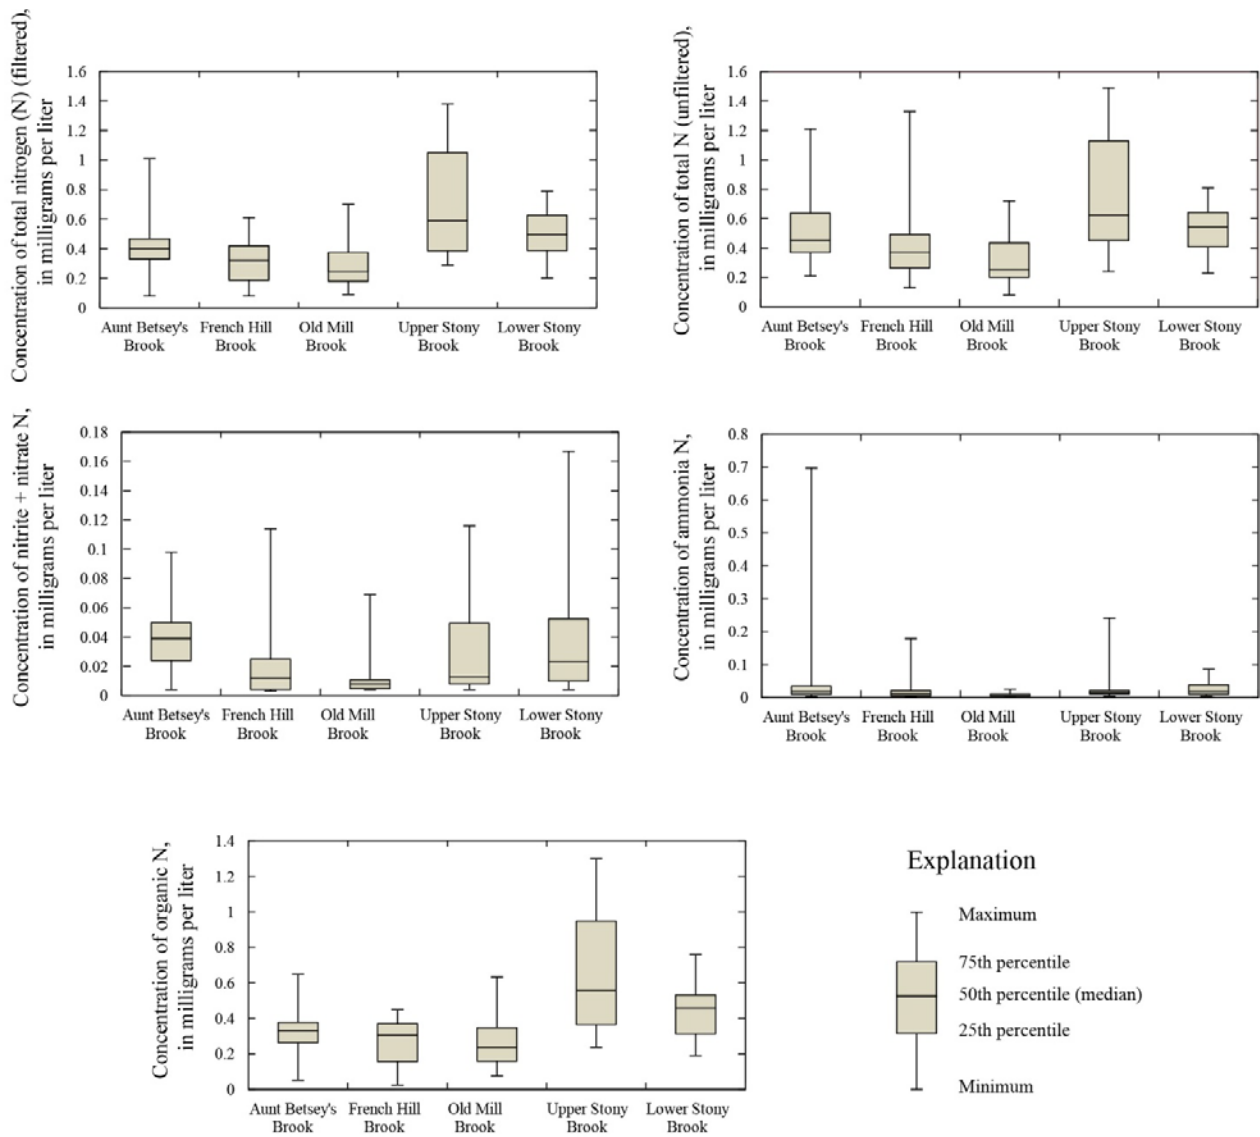 Concentration of total nitrogen (N) (filtered),
in milligrams per liter
1.6
1.4
1.2
1
0.8
0.6
0.4
0.2
0
Aunt Betsey's
Brook
French Hill
Brook
Old Mill
Brook
Upper Stony
Brook
Lower Stony
Brook
Concentration of total N (unfiltered),
in milligrams per liter
1.6
1.4
1.2
1
0.8
0.6
0.4
0.2
0
Aunt Betsey's
Brook
French Hill
Brook
Old Mill
Brook
Upper Stony
Brook
Lower Stony
Brook
Concentration of nitrite + nitrate N,
in milligrams per liter
0.18
0.16
0.14
0.12
0.1
0.08
0.06
0.04
0.02
0
Aunt Betsey's
Brook
French Hill
Brook
Old Mill
Brook
Upper Stony
Brook
Lower Stony
Brook
Concentration of ammonia N,
in milligrams per liter
0.8
0.7
0.6
0.5
0.4
0.3
0.2
0.1
0
Aunt Betsey's
Brook
French Hill
Brook
Old Mill
Brook
Upper Stony
Brook
Lower Stony
Brook
Concentration of organic N,
in milligrams per liter
1.4
1.2
1
0.8
0.6
0.4
0.2
0
Aunt Betsey's
Brook
French Hill
Brook
Old Mill
Brook
Upper Stony
Brook
Lower Stony
Brook
Explanation
Maximum
75th percentile
50th percentile (median)
25th percentile
Minimum